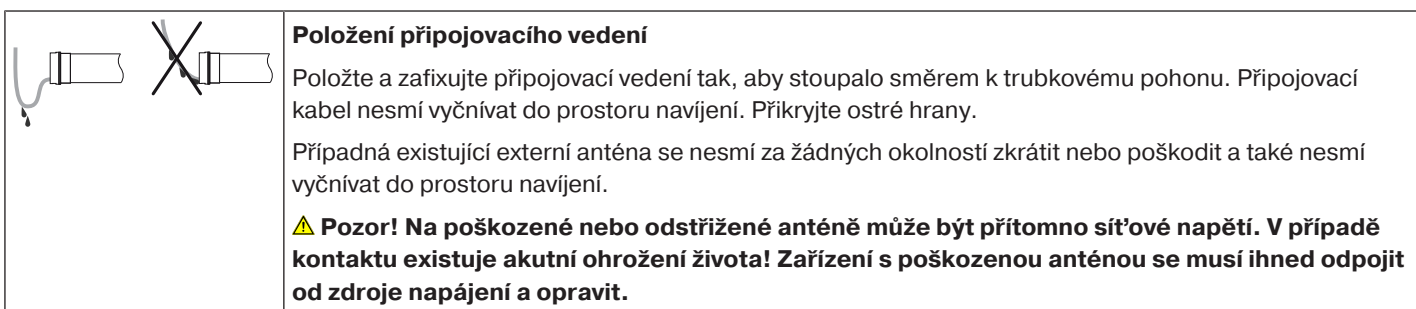 Položení připojovacího vedení
Položte a zafixujte připojovací vedení tak, aby stoupalo směrem k trubkovému pohonu. Připojovací
kabel nesmí vyčnívat do prostoru navíjení. Přikryjte ostré hrany.
Případná existující externí anténa se nesmí za žádných okolností zkrátit nebo poškodit a také nesmí
vyčnívat do prostoru navíjení.
⚠ Pozor! Na poškozené nebo odstřižené anténě může být přítomno síťové napětí. V případě
kontaktu existuje akutní ohrožení života! Zařízení s poškozenou anténou se musí ihned odpojit
od zdroje napájení a opravit.